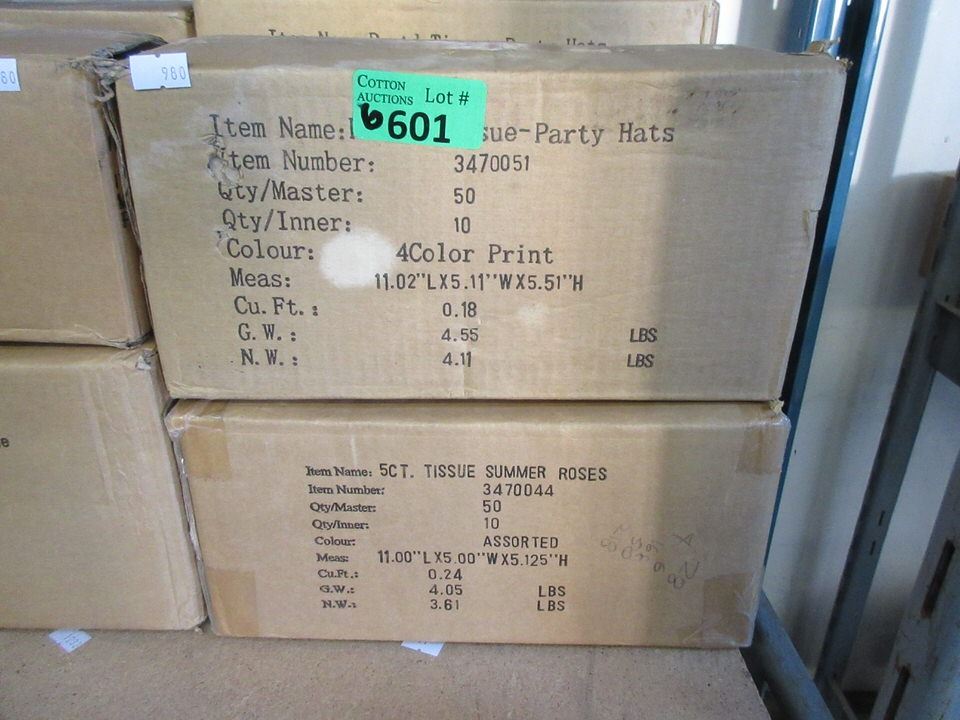 980
980
COTTON AUCTIONS Lot #
6 601
Item Name: sue-Party Hats
Item Number: 3470051
Qty/Master: 50
Qty/Inner: 10
Colour: 4Color Print
Meas: 11.02"LX5.11"WX5.51"H
Cu.Ft.: 0.18
G.W.: 4.55 LBS
N.W.: 4.11 LBS
Item Name: 5CT. TISSUE SUMMER ROSES
Item Number: 3470044
Qty/Master: 50
Qty/Inner: 10
Colour: ASSORTED
Meas: 11.00"LX5.00"WX5.125"H
Cu.Ft.: 0.24
G.W.: 4.05 LBS
N.W.: 3.61 LBS